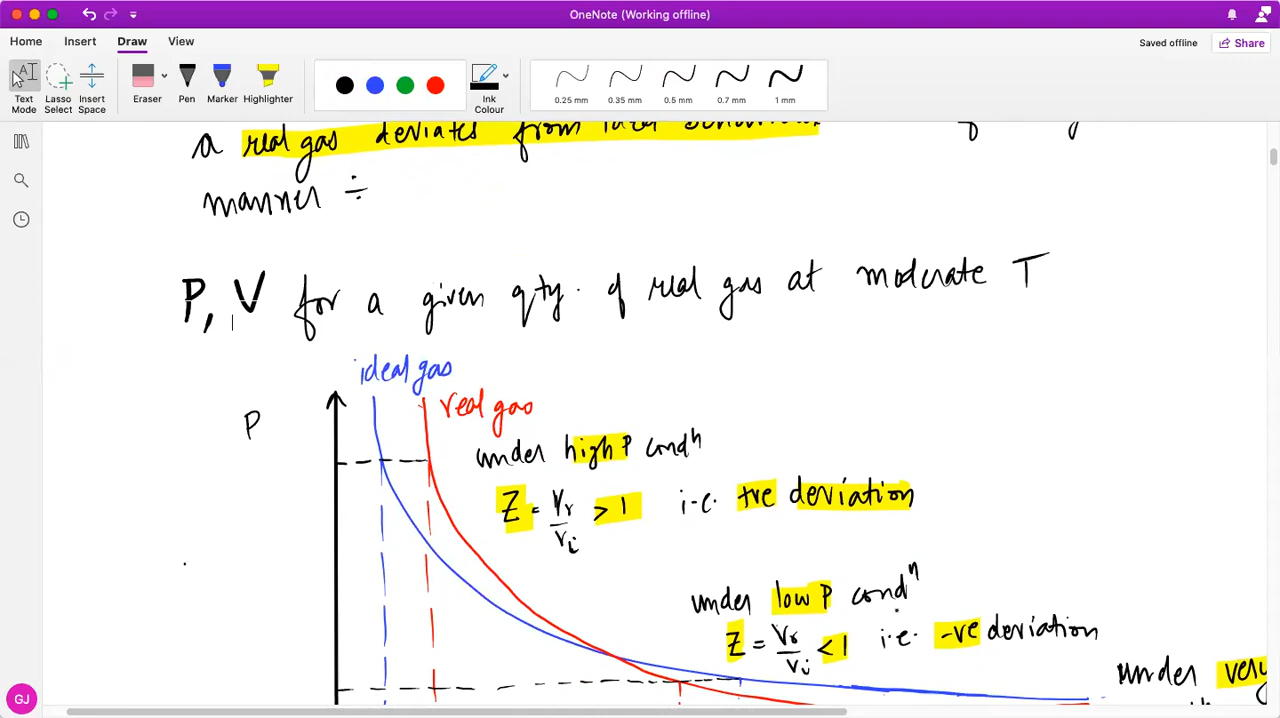 OneNote (Working offline)
Home Insert Draw View
Saved offline Share
Text Mode
Lasso Select
Insert Space
Eraser
Pen
Marker
Highlighter
Ink Colour
0.25 mm 0.35 mm 0.5 mm 0.7 mm 1 mm
a real gas deviates from ideal behaviour
manner ÷
P, V for a given qty. of real gas at moderate T
ideal gas
real gas
P
under high P condⁿ
Z = Vr/Vi > 1 i.e. +ve deviation
under low P condⁿ
Z = Vr/Vi < 1 i.e. -ve deviation
under very
GJ